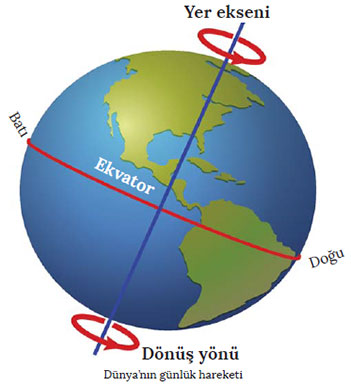 Yer ekseni
Batı
Ekvator
Doğu
Dönüş yönü
Dünya'nın günlük hareketi